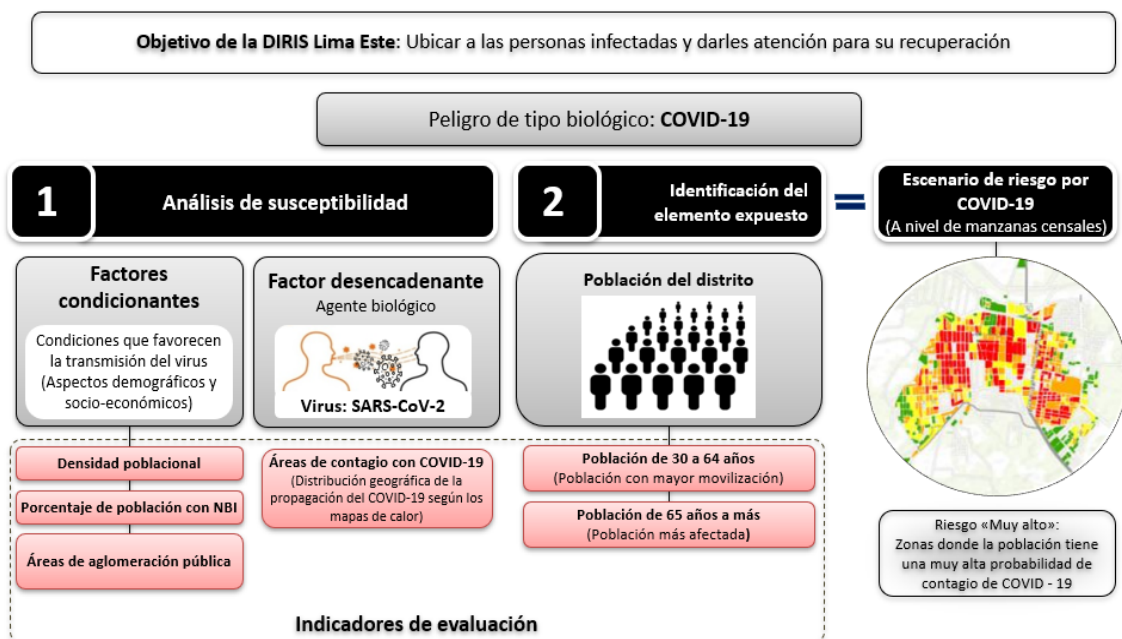 Objetivo de la DIRIS Lima Este: Ubicar a las personas infectadas y darles atención para su recuperación
Peligro de tipo biológico: COVID-19
1
Análisis de susceptibilidad
2
Identificación del
elemento expuesto
=
Escenario de riesgo por
COVID-19
(A nivel de manzanas censales)
Factores
condicionantes
Condiciones que favorecen
la transmisión del virus
(Aspectos demográficos y
socio-económicos)
Factor desencadenante
Agente biológico
Virus: SARS-CoV-2
Población del distrito
Densidad poblacional
Porcentaje de población con NBI
Áreas de aglomeración pública
Áreas de contagio con COVID-19
(Distribución geográfica de la
propagación del COVID-19 según los
mapas de calor)
Población de 30 a 64 años
(Población con mayor movilización)
Población de 65 años a más
(Población más afectada)
Riesgo «Muy alto»:
Zonas donde la población tiene
una muy alta probabilidad de
contagio de COVID - 19
Indicadores de evaluación